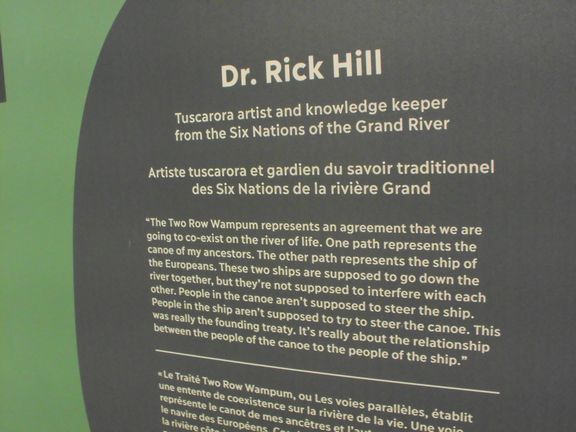 Dr. Rick Hill
Tuscarora artist and knowledge keeper
from the Six Nations of the Grand River
Artiste tuscarora et gardien du savoir traditionnel
des Six Nations de la rivière Grand
“The Two Row Wampum represents an agreement that we are
going to co-exist on the river of life. One path represents the
canoe of my ancestors. The other path represents the ship of
the Europeans. These two ships are supposed to go down the
river together, but they’re not supposed to interfere with each
other. People in the canoe aren’t supposed to steer the ship.
People in the ship aren’t supposed to try to steer the canoe. This
was really the founding treaty. It’s really about the relationship
between the people of the canoe to the people of the ship.”
« Le Traité Two Row Wampum, ou Les voies parallèles, établit
une entente de coexistence sur la rivière de la vie. Une voie
représente le canot de mes ancêtres et
le navire des Européens.
la rivière côte